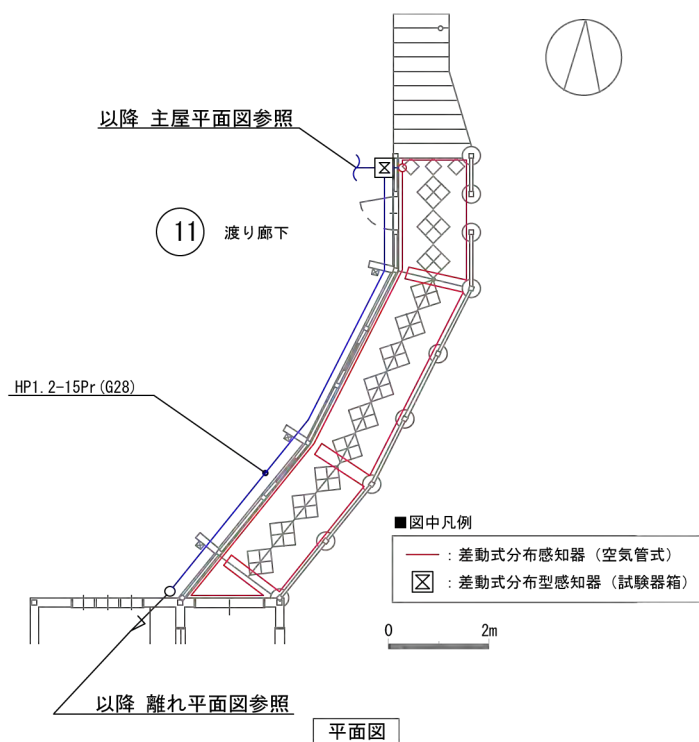 以降 主屋平面図参照
11 渡り廊下
HP1.2-15Pr(G28)
■図中凡例
：差動式分布感知器（空気管式）
：差動式分布型感知器（試験器箱）
0 2m
以降 離れ平面図参照
平面図